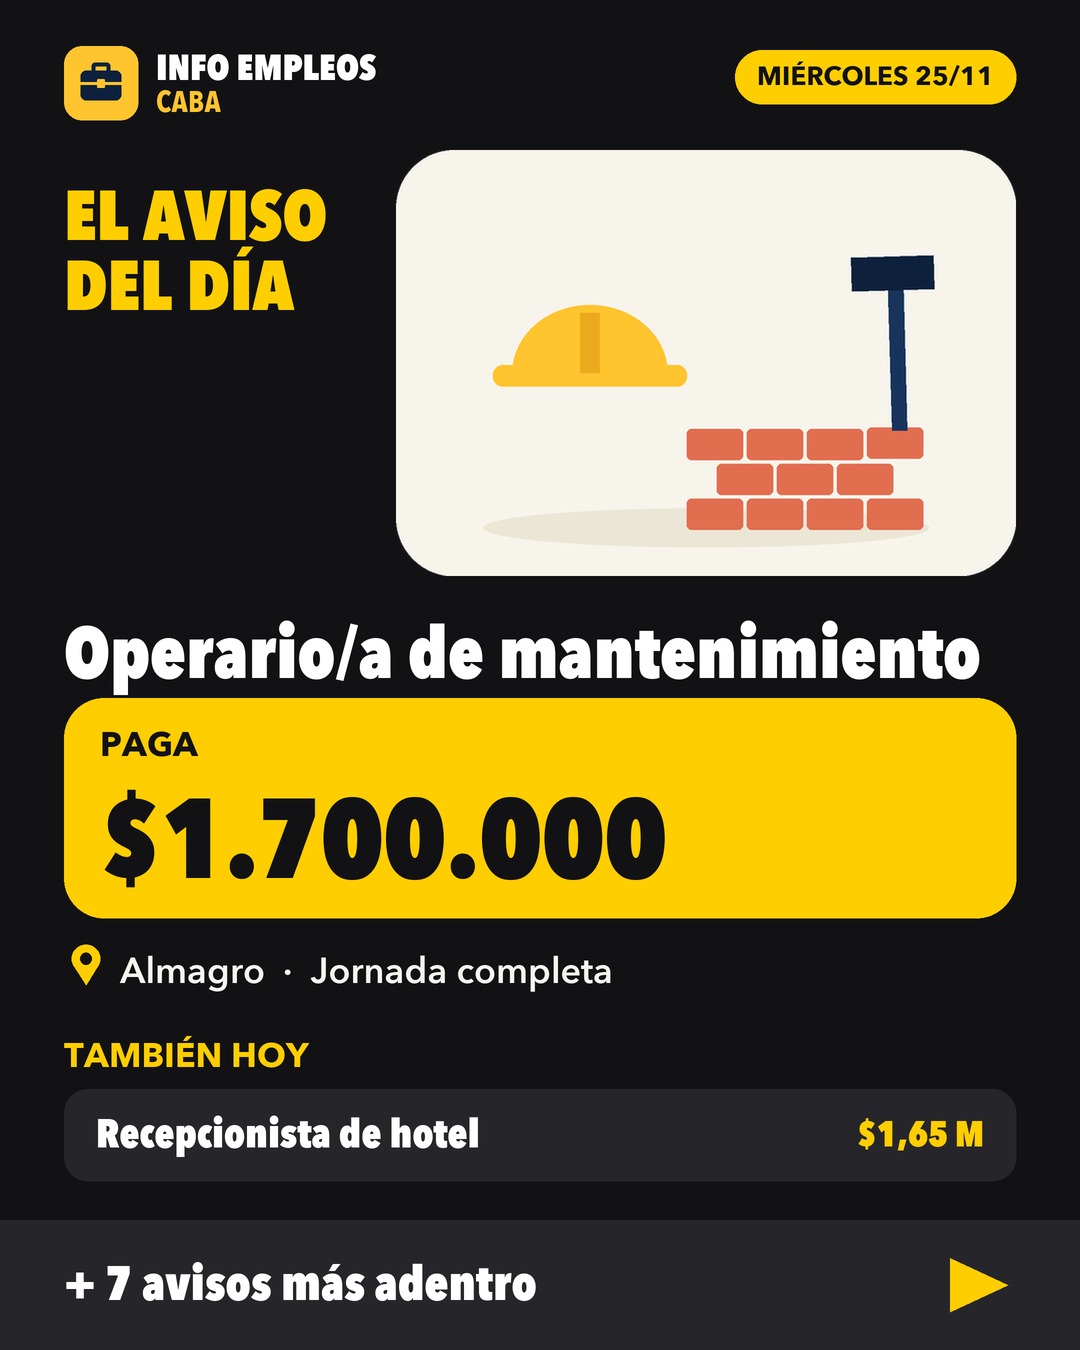 INFO EMPLEOS
CABA
MIÉRCOLES 25/11
EL AVISO
DEL DÍA
Operario/a de mantenimiento
PAGA
$1.700.000
Almagro · Jornada completa
TAMBIÉN HOY
Recepcionista de hotel
$1,65 M
+ 7 avisos más adentro